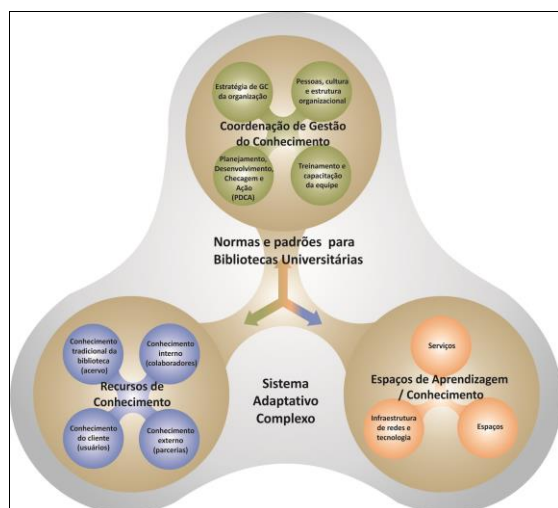 Estratégia de GC
da organização
Pessoas, cultura
e estrutura
organizacional
Coordenação de Gestão
do Conhecimento
Planejamento,
Desenvolvimento,
Checagem e
Ação
(PDCA)
Treinamento e
capacitação
da equipe
Normas e padrões para
Bibliotecas Universitárias
Conhecimento
tradicional da
biblioteca
(acervo)
Conhecimento
interno
(colaboradores)
Recursos de
Conhecimento
Conhecimento
do cliente
(usuários)
Conhecimento
externo
(parcerias)
Sistema
Adaptativo
Complexo
Serviços
Espaços de Aprendizagem
/ Conhecimento
Infraestrutura
de redes e
tecnologia
Espaços